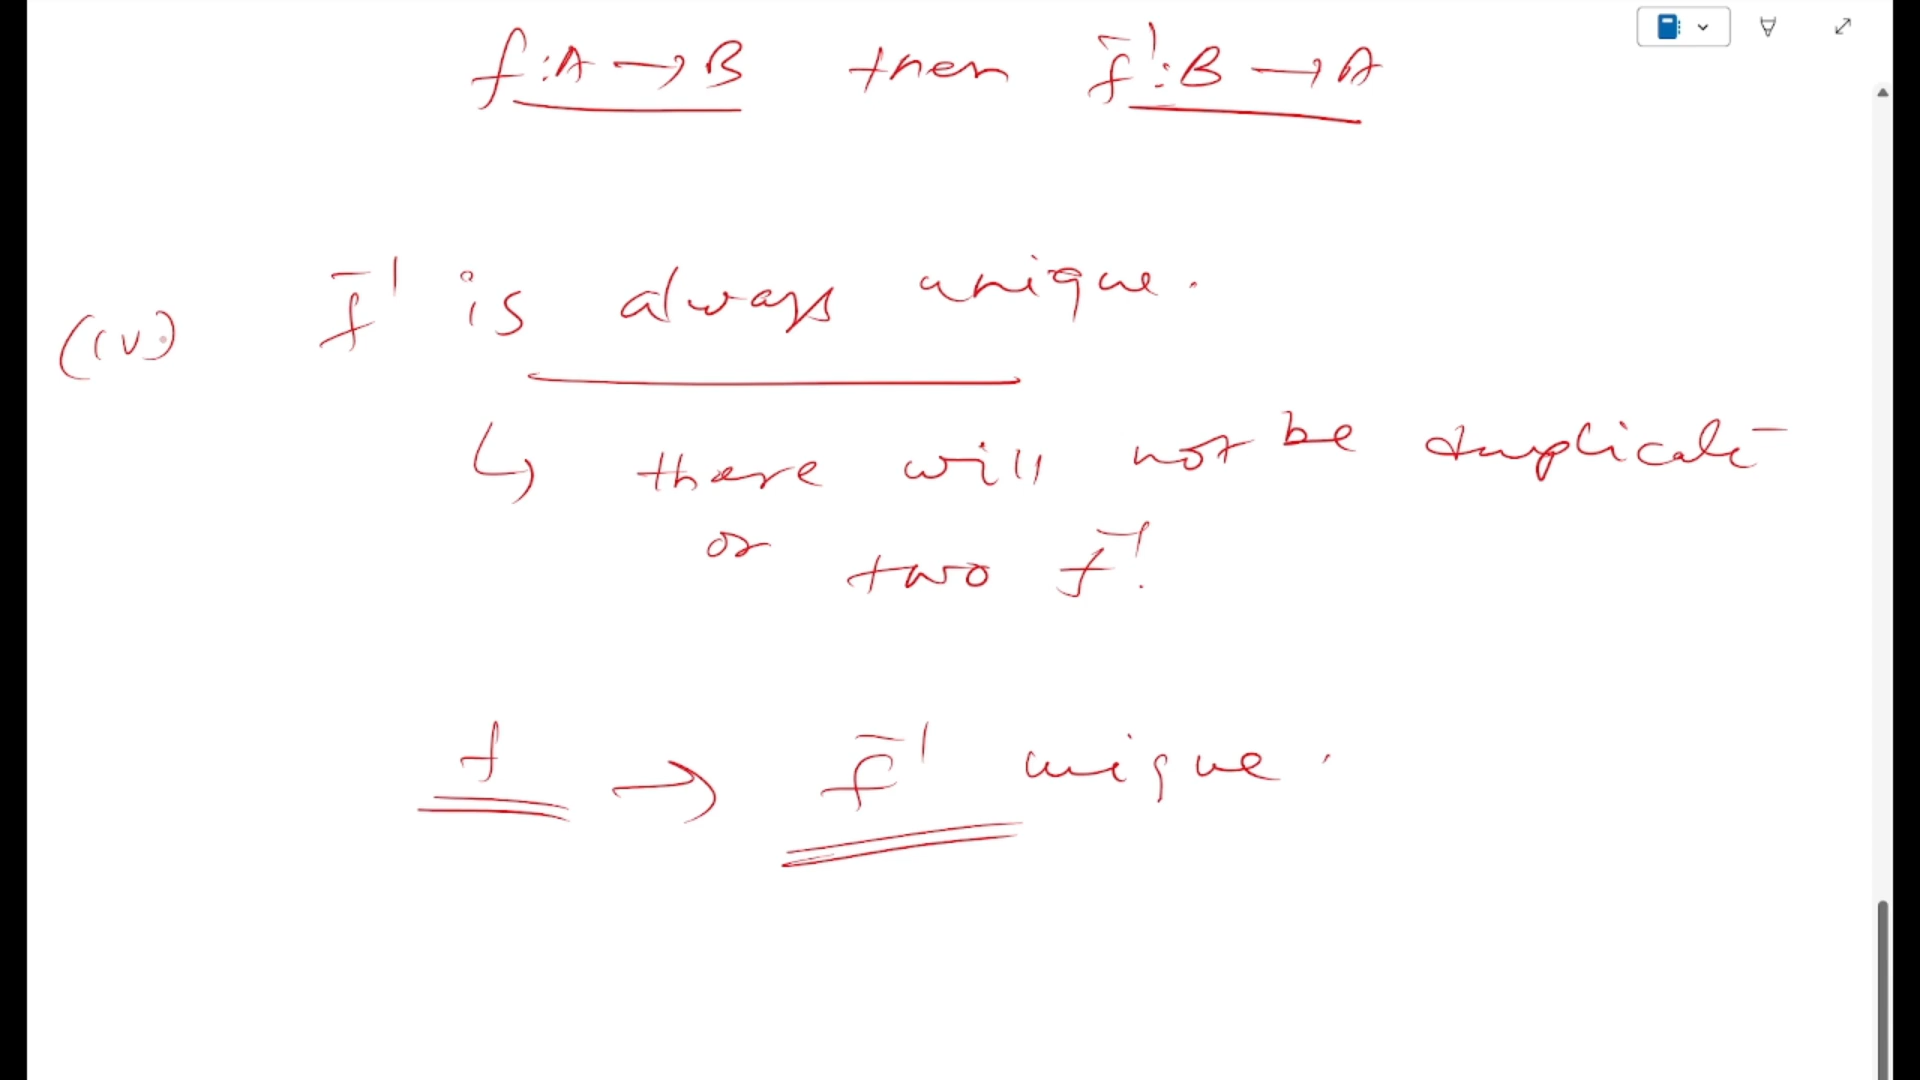 f : A → B then f⁻¹ : B → A
(iv) f⁻¹ is always unique.
↳ there will not be duplicate
or two f⁻¹.
f → f⁻¹ unique.